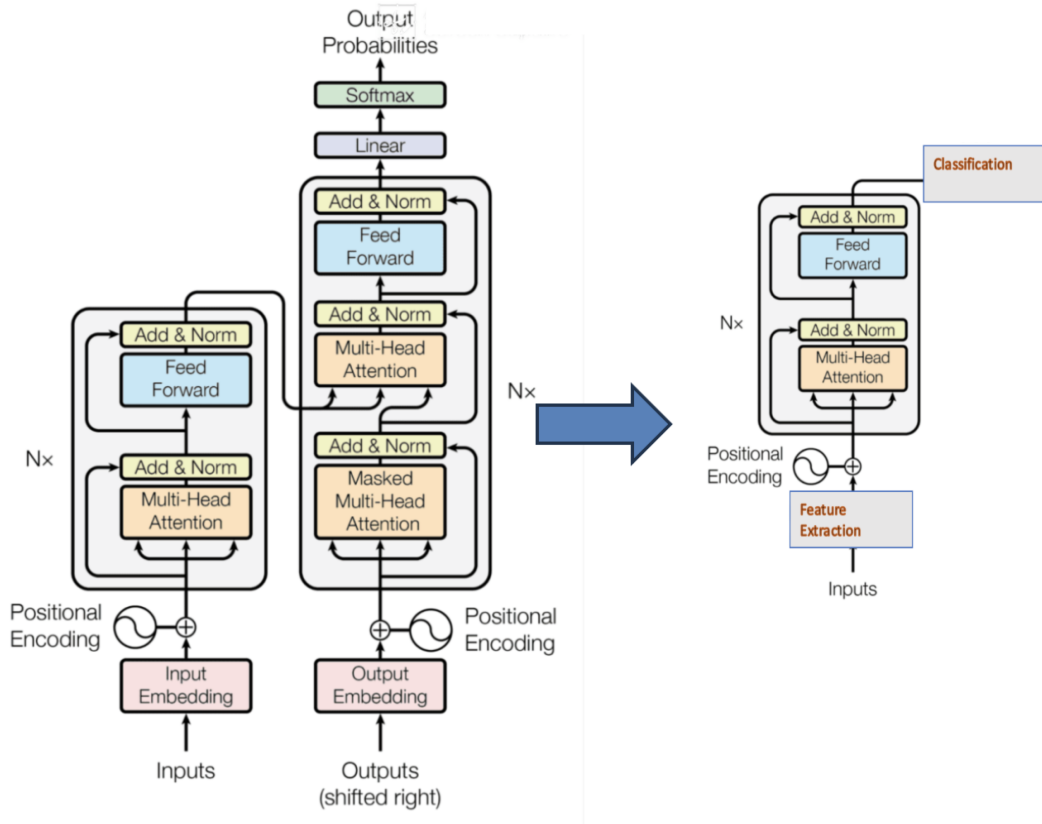 Output
Probabilities
Softmax
Linear
Add & Norm
Feed
Forward
Add & Norm
Multi-Head
Attention
Nx
Add & Norm
Masked
Multi-Head
Attention
Positional
Encoding
Output
Embedding
Outputs
(shifted right)
Add & Norm
Feed
Forward
Nx
Add & Norm
Multi-Head
Attention
Positional
Encoding
Input
Embedding
Inputs
Classification
Add & Norm
Feed
Forward
Nx
Add & Norm
Multi-Head
Attention
Positional
Encoding
Feature
Extraction
Inputs